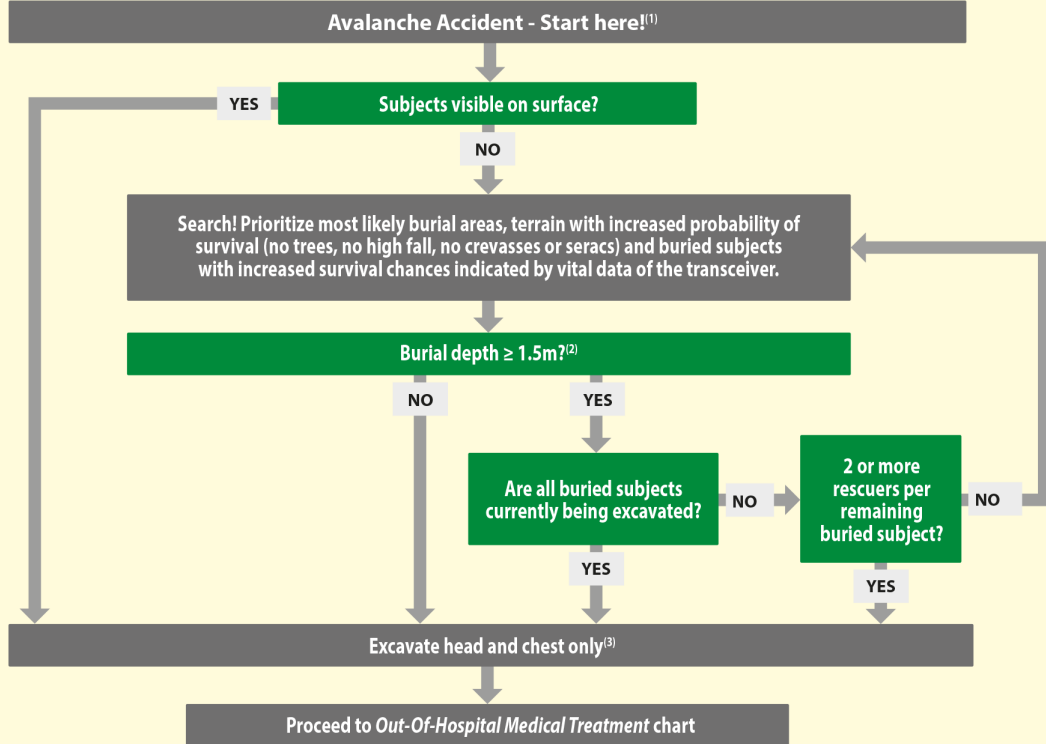 Avalanche Accident - Start here!(1)
YES
Subjects visible on surface?
NO
Search! Prioritize most likely burial areas, terrain with increased probability of
survival (no trees, no high fall, no crevasses or seracs) and buried subjects
with increased survival chances indicated by vital data of the transceiver.
Burial depth ≥ 1.5m?(2)
NO
YES
Are all buried subjects
currently being excavated?
NO
2 or more
rescuers per
remaining
buried subject?
NO
YES
YES
Excavate head and chest only(3)
Proceed to Out-Of-Hospital Medical Treatment chart